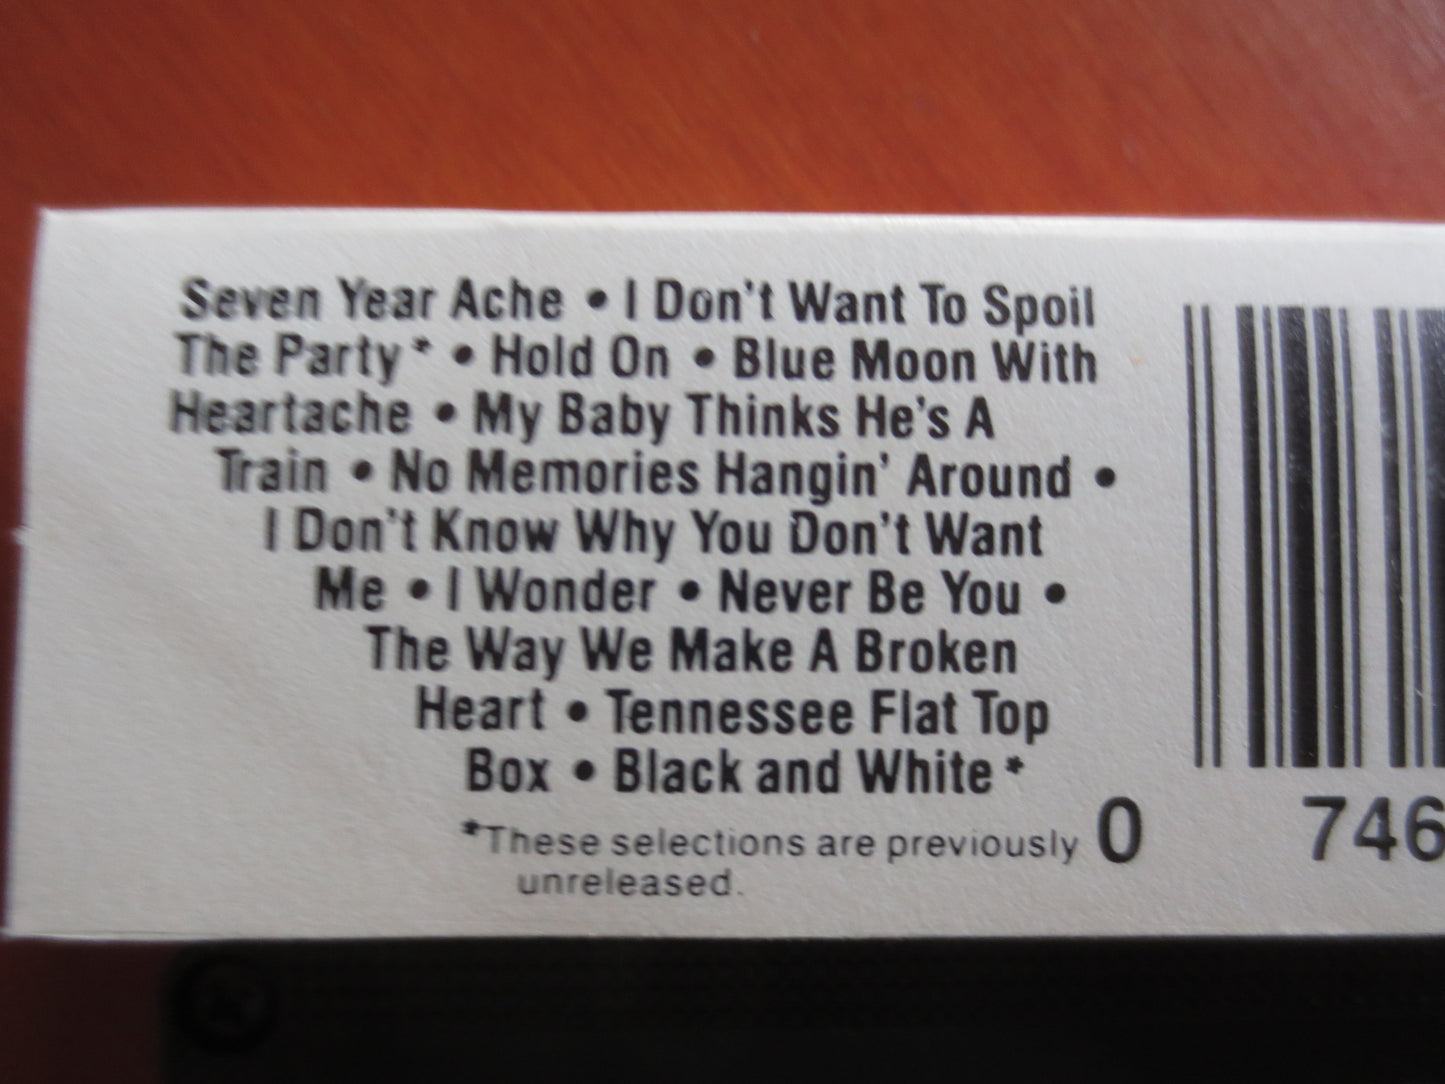 Seven Year Ache • I Don't Want To Spoil
The Party* • Hold On • Blue Moon With
Heartache • My Baby Thinks He's A
Train • No Memories Hangin' Around •
I Don't Know Why You Don't Want
Me • I Wonder • Never Be You •
The Way We Make A Broken
Heart • Tennessee Flat Top
Box • Black and White*
*These selections are previously
unreleased.
0 746